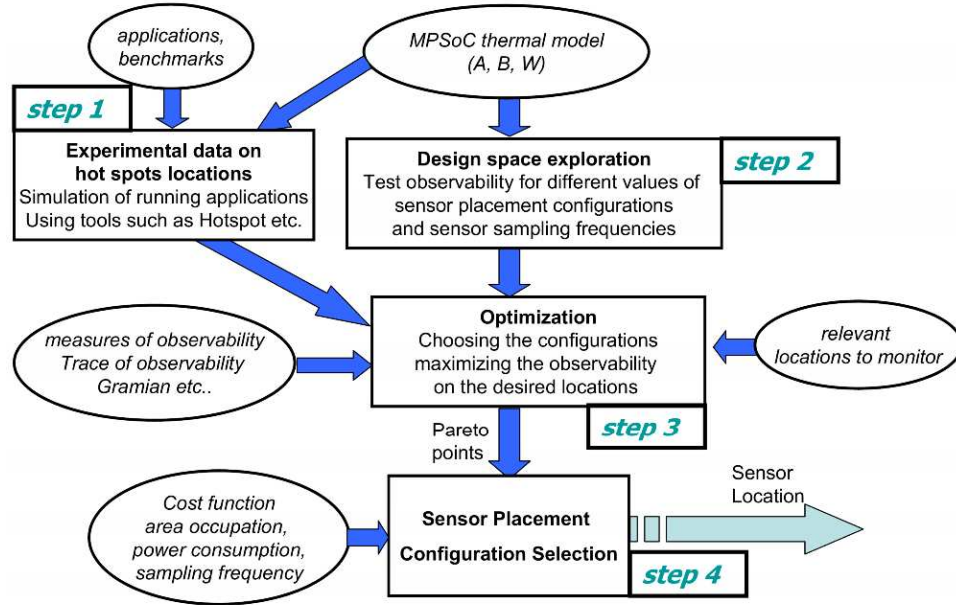 applications,
benchmarks
MPSoC thermal model
(A, B, W)
step 1
Experimental data on
hot spots locations
Simulation of running applications
Using tools such as Hotspot etc.
Design space exploration
Test observability for different values of
sensor placement configurations
and sensor sampling frequencies
step 2
measures of observability
Trace of observability
Gramian etc..
Optimization
Choosing the configurations
maximizing the observability
on the desired locations
relevant
locations to monitor
step 3
Pareto
points
Cost function
area occupation,
power consumption,
sampling frequency
Sensor Placement
Configuration Selection
Sensor
Location
step 4